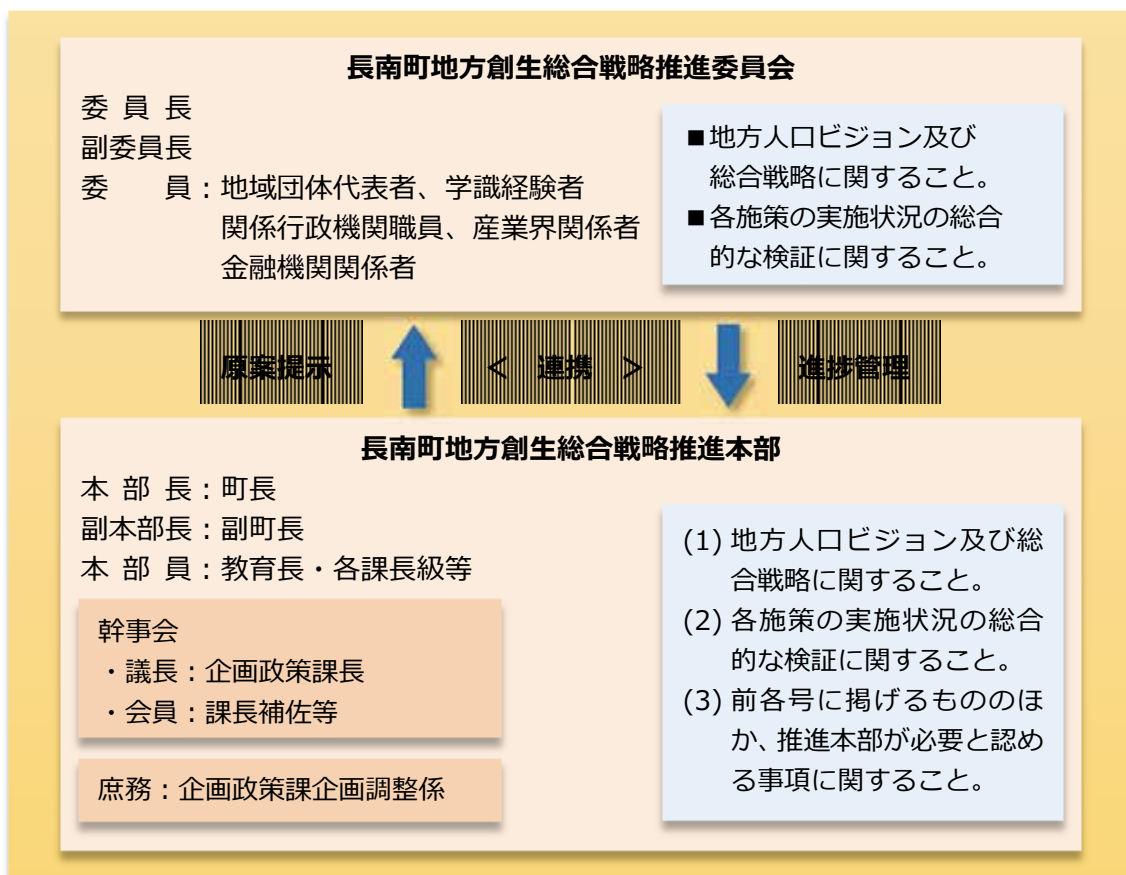 長南町地方創生総合戦略推進委員会
委員長
副委員長
委　　員：地域団体代表者、学識経験者
関係行政機関職員、産業界関係者
金融機関関係者
■地方人口ビジョン及び
総合戦略に関すること。
■各施策の実施状況の総合
的な検証に関すること。
原案提示
＜　連携　＞
進捗管理
長南町地方創生総合戦略推進本部
本部長：町長
副本部長：副町長
本部員：教育長・各課長級等
幹事会
・議長：企画政策課長
・会員：課長補佐等
庶務：企画政策課企画調整係
(1) 地方人口ビジョン及び総
合戦略に関すること。
(2) 各施策の実施状況の総合
的な検証に関すること。
(3) 前各号に掲げるもののほ
か、推進本部が必要と認め
る事項に関すること。